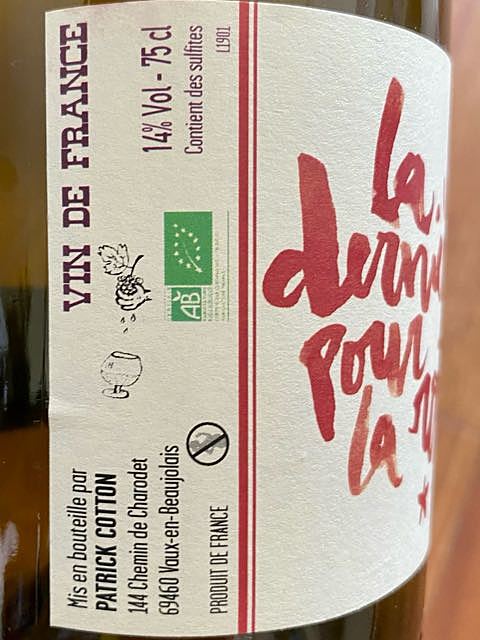 VIN DE FRANCE
14% Vol - 75 cl
Contient des sulfites
L1901
AB
Mis en bouteille par
PATRICK COTTON
144 Chemin de Charodet
69460 Vaux-en-Beaujolais
PRODUIT DE FRANCE
la
pour
la